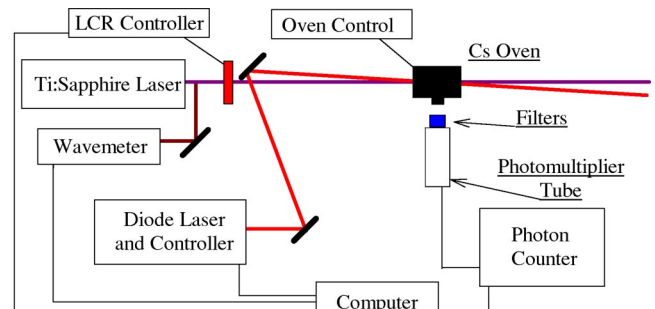 LCR Controller
Oven Control
Cs Oven
Ti:Sapphire Laser
Filters
Wavemeter
Photomultiplier
Tube
Diode Laser
and Controller
Photon
Counter
Computer